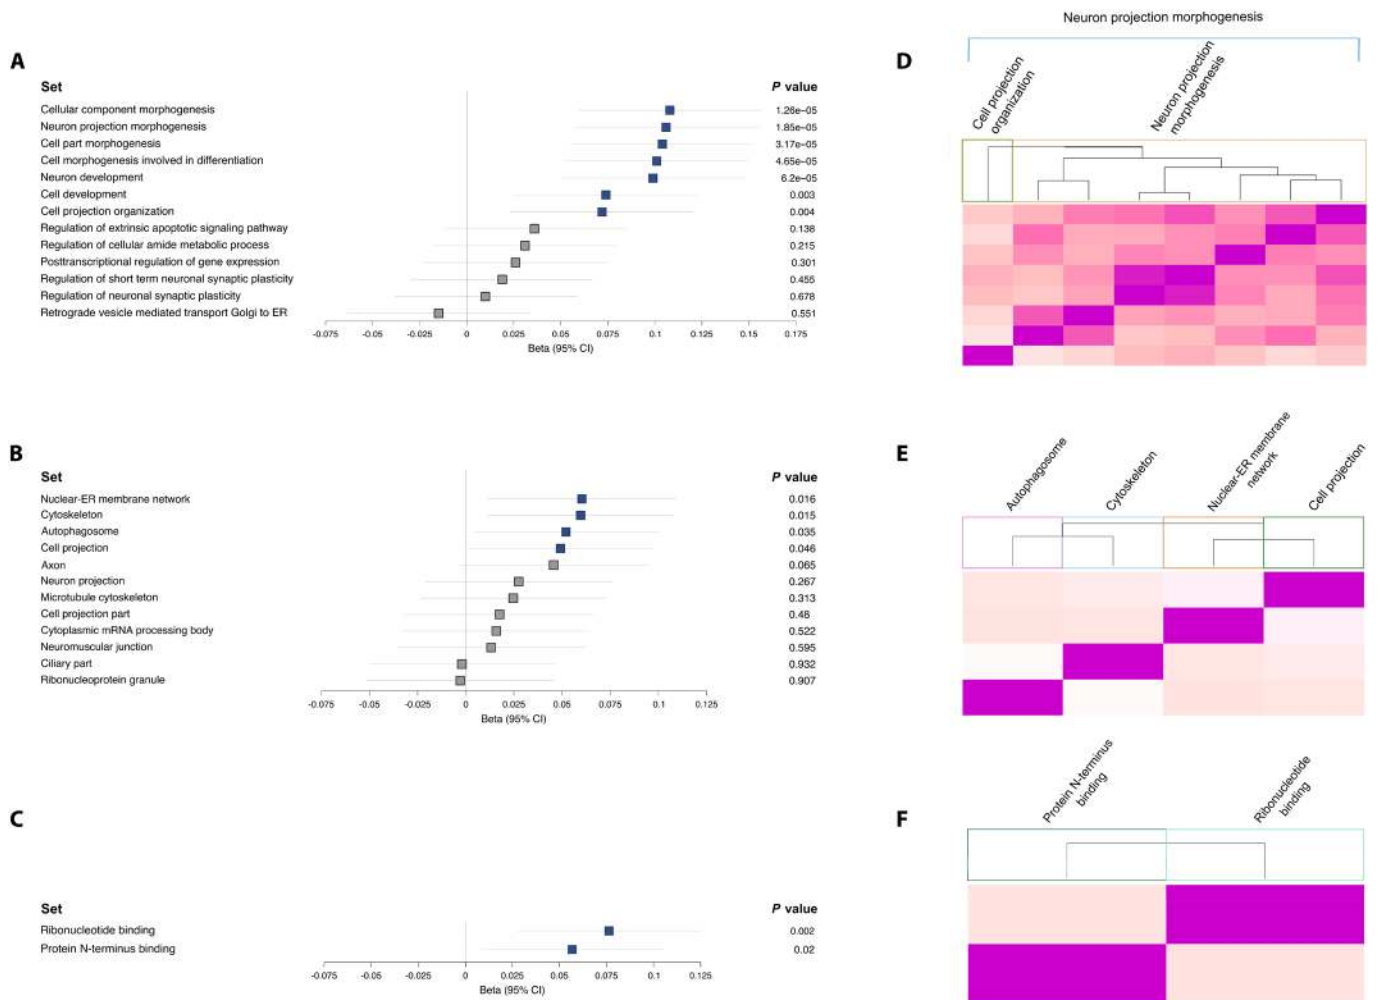 A
Set P value
Cellular component morphogenesis 1.26e–05
Neuron projection morphogenesis 1.85e–05
Cell part morphogenesis 3.17e–05
Cell morphogenesis involved in differentiation 4.65e–05
Neuron development 6.2e–05
Cell development 0.003
Cell projection organization 0.004
Regulation of extrinsic apoptotic signaling pathway 0.138
Regulation of cellular amide metabolic process 0.215
Posttranscriptional regulation of gene expression 0.301
Regulation of short term neuronal synaptic plasticity 0.455
Regulation of neuronal synaptic plasticity 0.678
Retrograde vesicle mediated transport Golgi to ER 0.551
-0.075 -0.05 -0.025 0 0.025 0.05 0.075 0.1 0.125 0.15 0.175
Beta (95% CI)
B
Set P value
Nuclear-ER membrane network 0.016
Cytoskeleton 0.015
Autophagosome 0.035
Cell projection 0.046
Axon 0.065
Neuron projection 0.267
Microtubule cytoskeleton 0.313
Cell projection part 0.48
Cytoplasmic mRNA processing body 0.522
Neuromuscular junction 0.595
Ciliary part 0.932
Ribonucleoprotein granule 0.907
-0.075 -0.05 -0.025 0 0.025 0.05 0.075 0.1 0.125
Beta (95% CI)
C
Set P value
Ribonucleotide binding 0.002
Protein N-terminus binding 0.02
-0.075 -0.05 -0.025 0 0.025 0.05 0.075 0.1 0.125
Beta (95% CI)
D
Neuron projection morphogenesis
Cell projection
organization
Neuron projection
morphogenesis
E
Autophagosome
Cytoskeleton
Nuclear-ER membrane
network
Cell projection
F
Protein N-terminus
binding
Ribonucleotide
binding